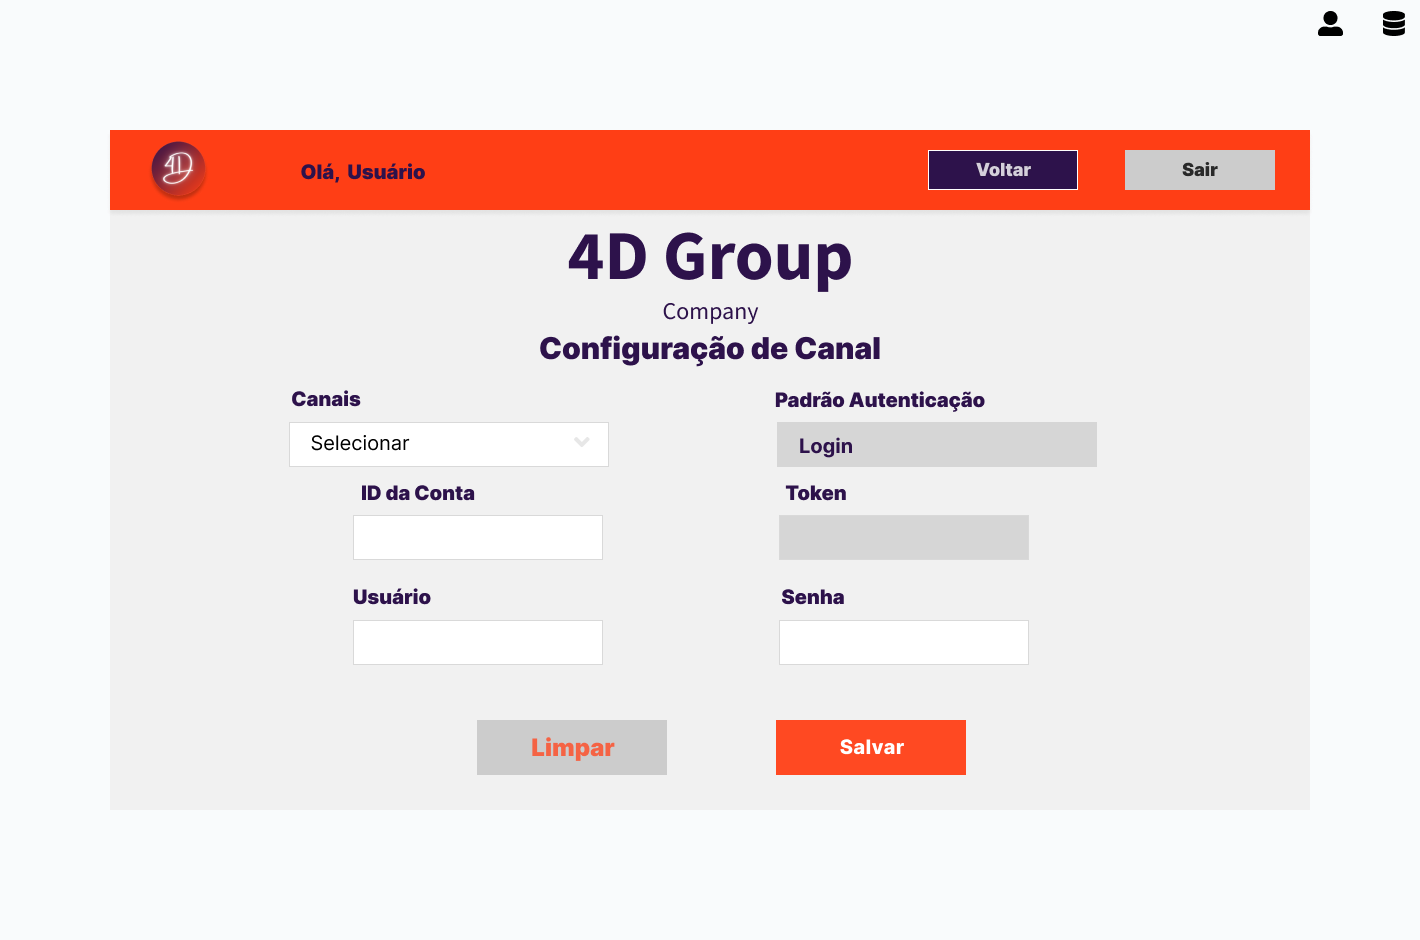 4D
Olá, Usuário
Voltar
Sair
4D Group
Company
Configuração de Canal
Canais
Padrão Autenticação
Selecionar
Login
ID da Conta
Token
Usuário
Senha
Limpar
Salvar